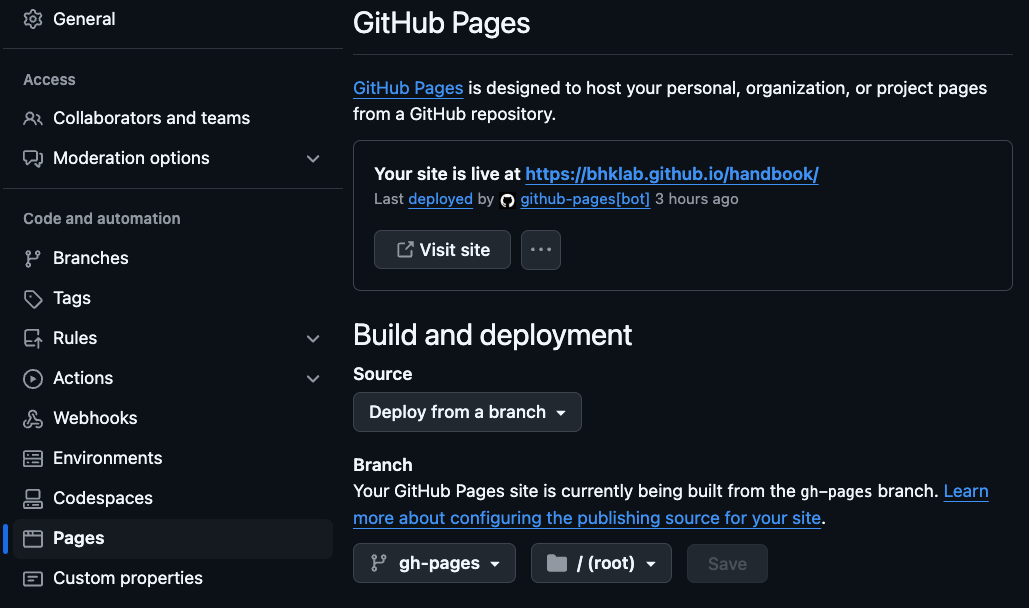 General
Access
Collaborators and teams
Moderation options
Code and automation
Branches
Tags
Rules
Actions
Webhooks
Environments
Codespaces
Pages
Custom properties
GitHub Pages
GitHub Pages is designed to host your personal, organization, or project pages
from a GitHub repository.
Your site is live at https://bhklab.github.io/handbook/
Last deployed by github-pages[bot] 3 hours ago
Visit site
Build and deployment
Source
Deploy from a branch
Branch
Your GitHub Pages site is currently being built from the gh-pages branch. Learn
more about configuring the publishing source for your site.
gh-pages / (root) Save